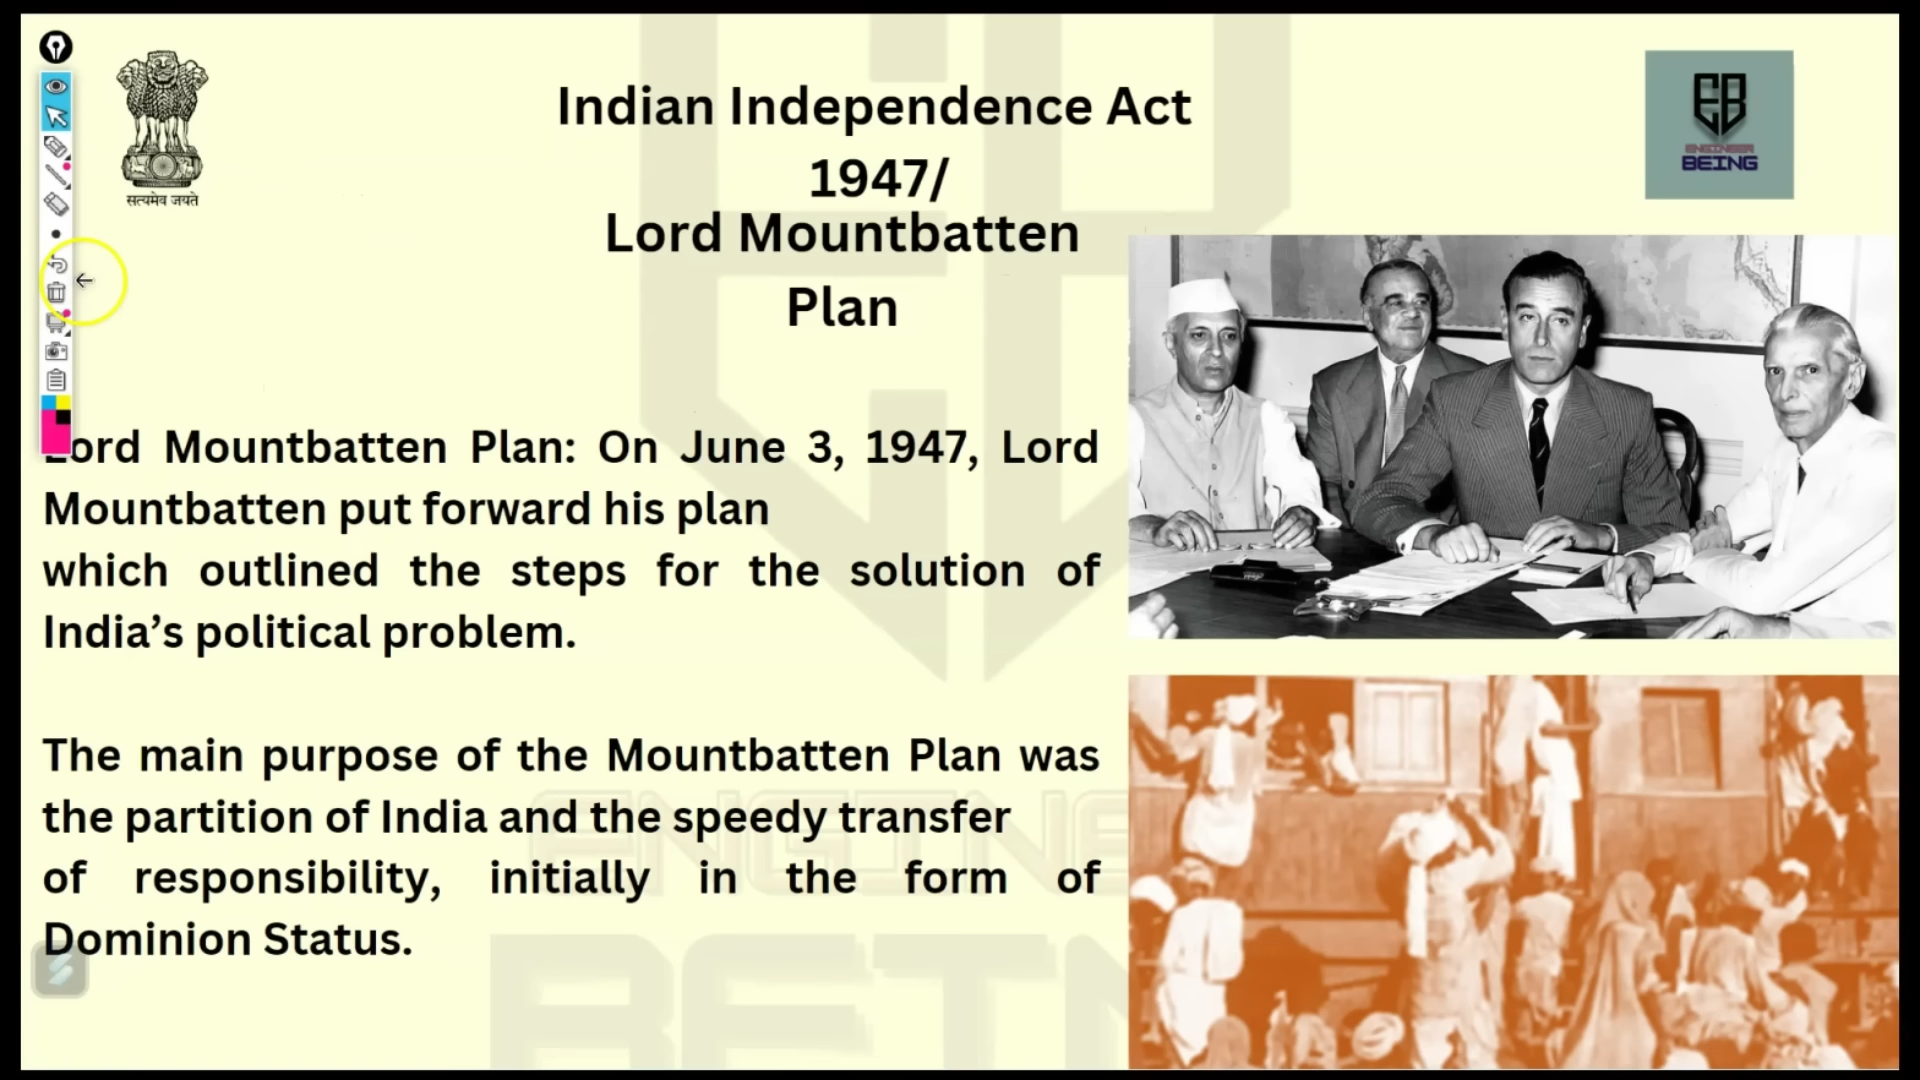 सत्यमेव जयते
Indian Independence Act
1947/
Lord Mountbatten
Plan
ENGINEER
BEING
Lord Mountbatten Plan: On June 3, 1947, Lord
Mountbatten put forward his plan
which outlined the steps for the solution of
India’s political problem.
The main purpose of the Mountbatten Plan was
the partition of India and the speedy transfer
of responsibility, initially in the form of
Dominion Status.